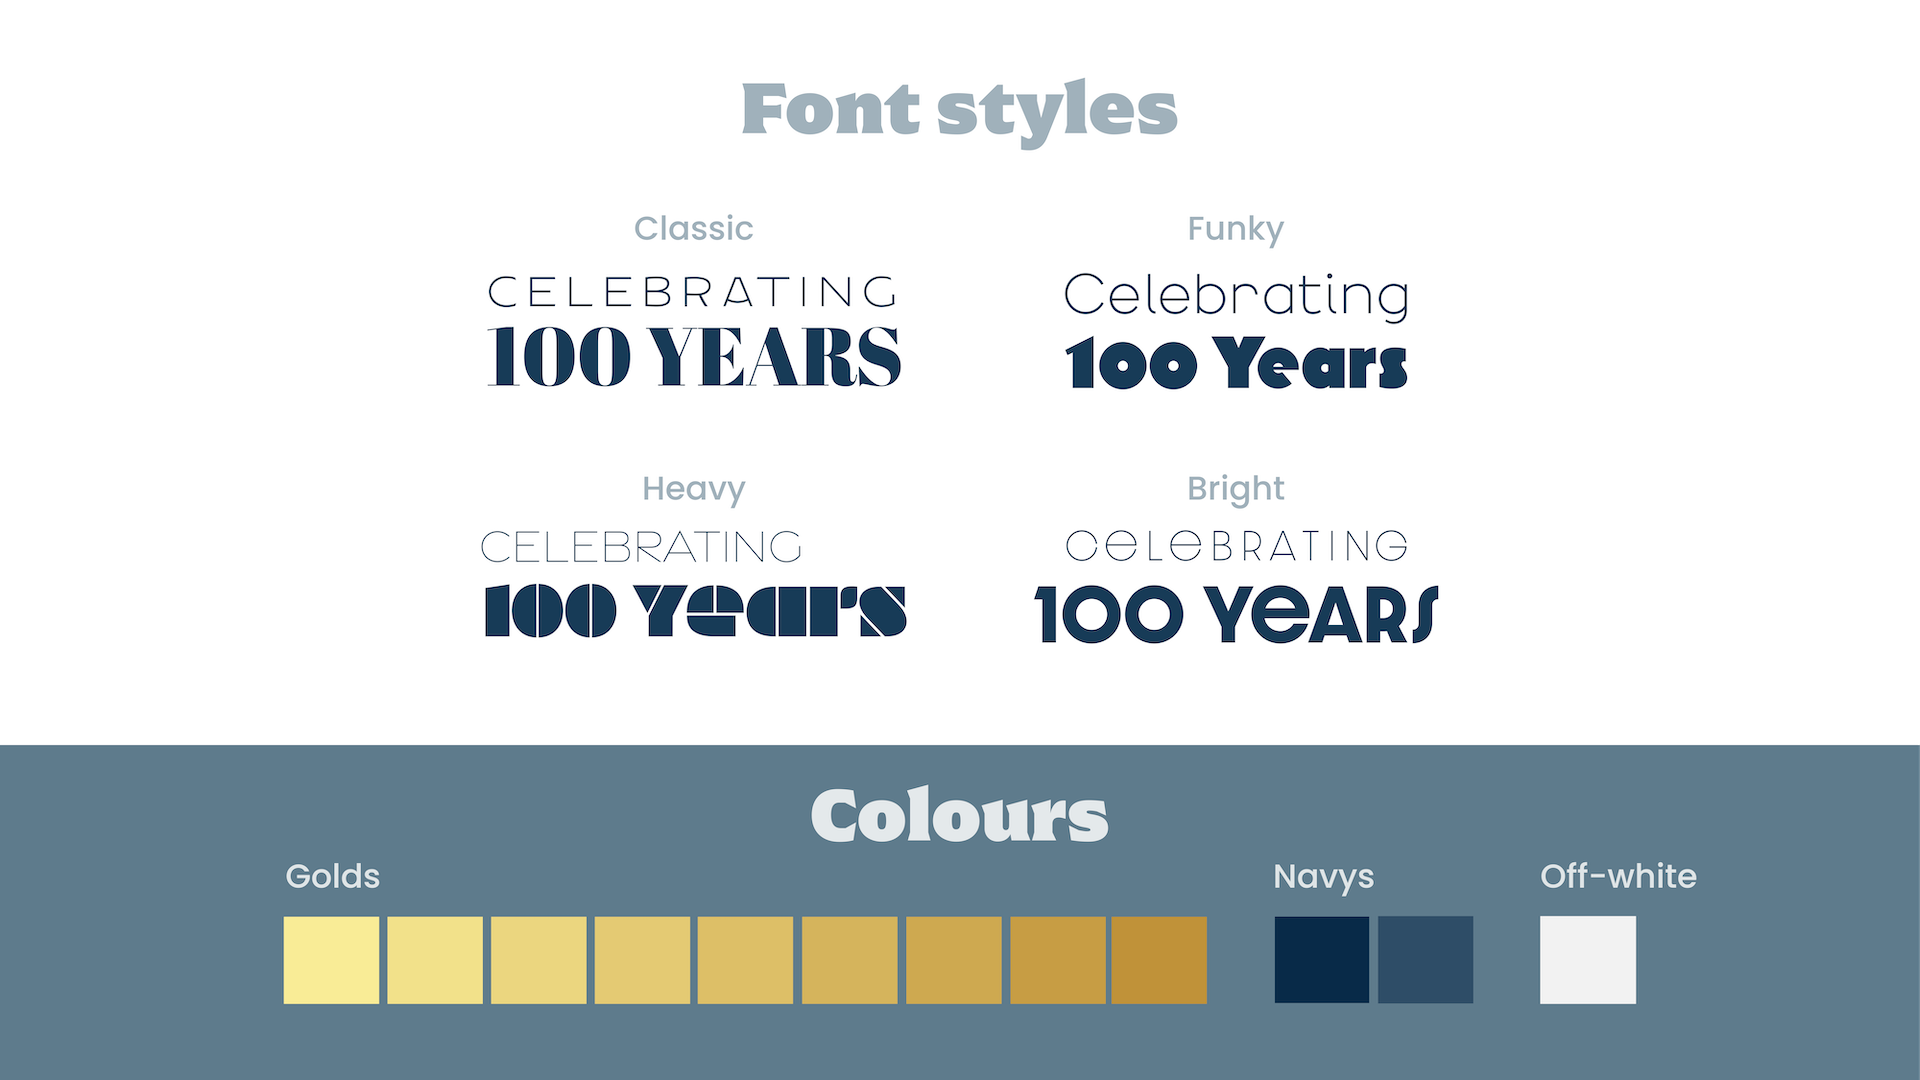 Font styles
Classic
CELEBRATING
100 YEARS
Funky
Celebrating
100 Years
Heavy
CELEBRATING
100 Years
Bright
CeLeBRATING
100 YeARS
Colours
Golds
Navys
Off-white